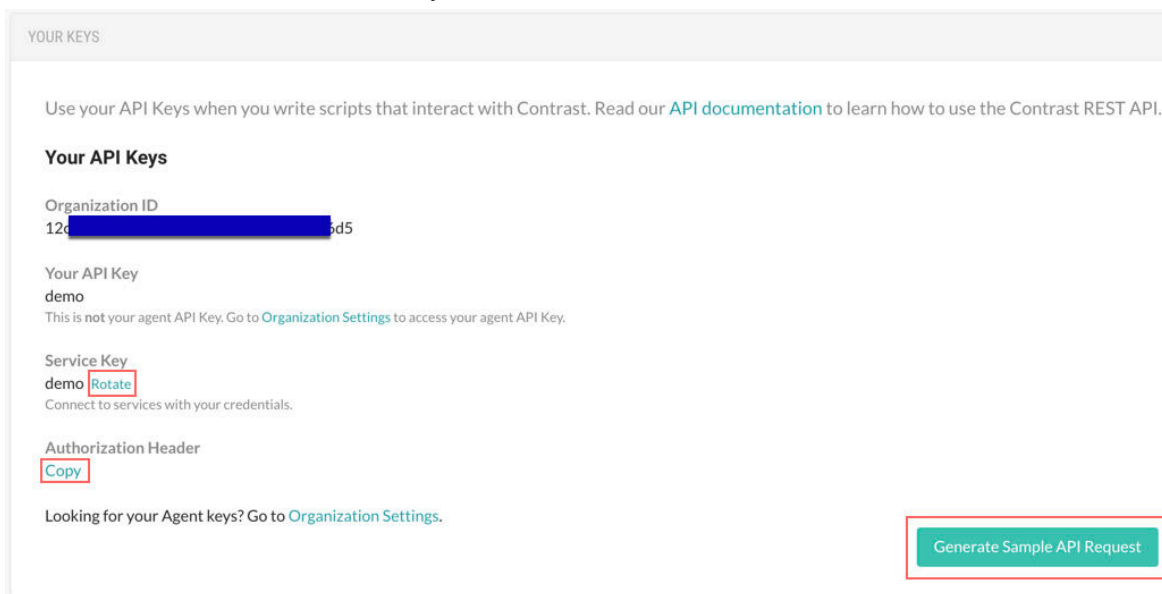 YOUR KEYS
Use your API Keys when you write scripts that interact with Contrast. Read our API documentation to learn how to use the Contrast REST API.
Your API Keys
Organization ID
12c 6d5
Your API Key
demo
This is not your agent API Key. Go to Organization Settings to access your agent API Key.
Service Key
demo Rotate
Connect to services with your credentials.
Authorization Header
Copy
Looking for your Agent keys? Go to Organization Settings.
Generate Sample API Request